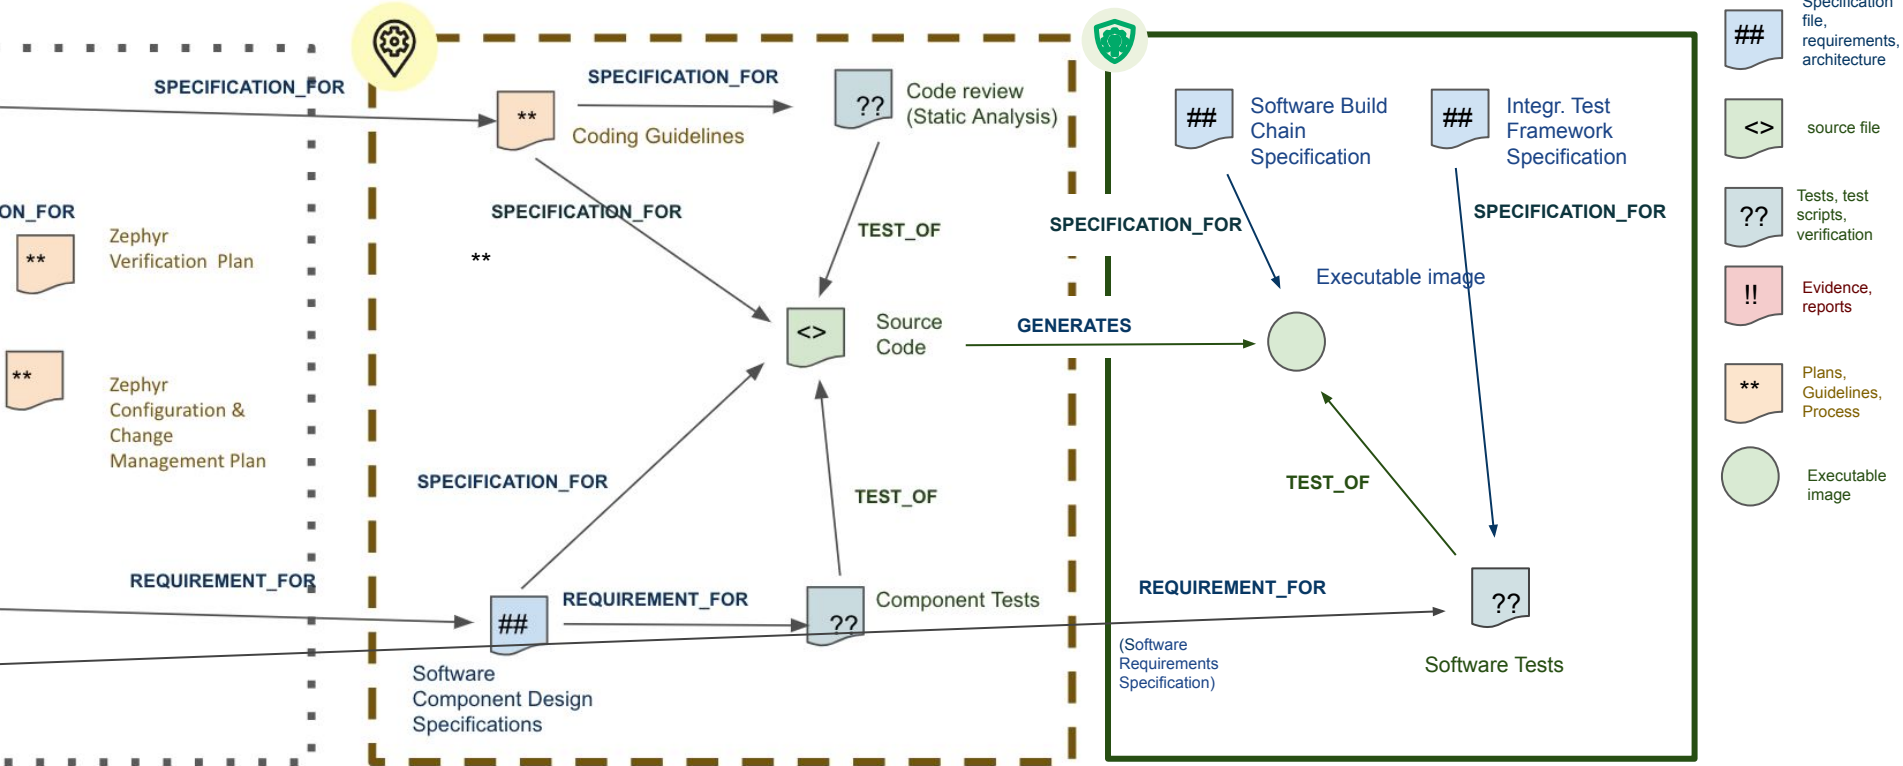 SPECIFICATION_FOR
ON_FOR
**
Zephyr
Verification Plan
**
Zephyr
Configuration &
Change
Management Plan
REQUIREMENT_FOR
**
Coding Guidelines
SPECIFICATION_FOR
??
Code review
(Static Analysis)
SPECIFICATION_FOR
**
TEST_OF
<>
Source
Code
SPECIFICATION_FOR
TEST_OF
##
Software
Component Design
Specifications
REQUIREMENT_FOR
??
Component Tests
##
Software Build
Chain
Specification
##
Integr. Test
Framework
Specification
SPECIFICATION_FOR
SPECIFICATION_FOR
Executable image
GENERATES
TEST_OF
REQUIREMENT_FOR
(Software
Requirements
Specification)
??
Software Tests
##
Specification
file,
requirements,
architecture
<>
source file
??
Tests, test
scripts,
verification
!!
Evidence,
reports
**
Plans,
Guidelines,
Process
Executable
image